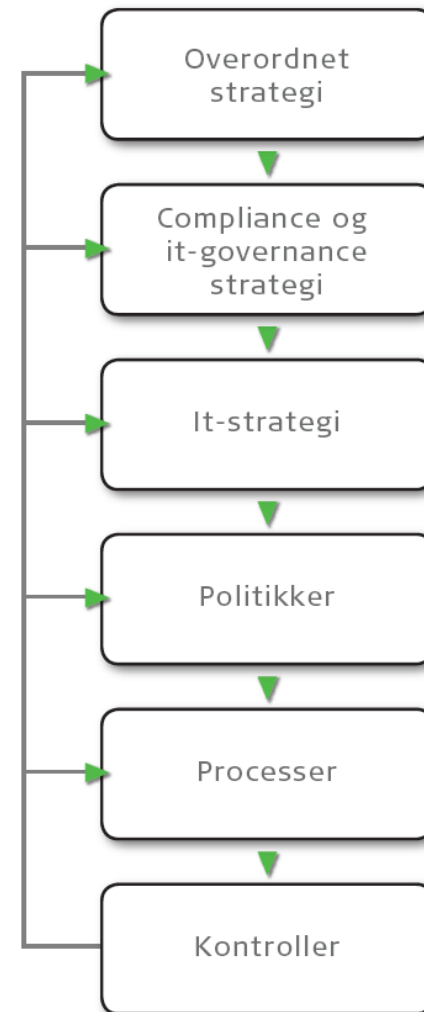 Overordnet
strategi
Compliance og
it-governance
strategi
It-strategi
Politikker
Processer
Kontroller